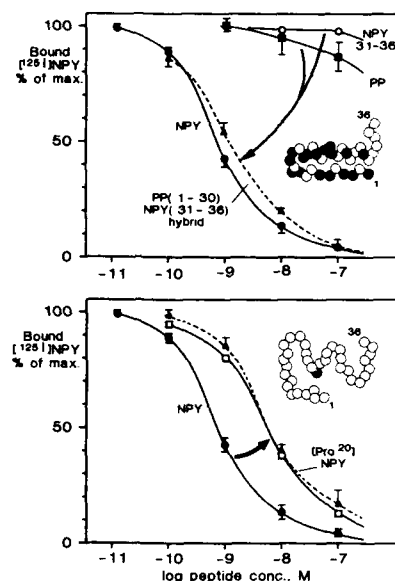 100
Bound
[125I]NPY
% of max.
50
0
NPY
31-36
PP
NPY
36
1
PP(1-30)
NPY(31-36)
hybrid
-11 -10 -9 -8 -7
100
Bound
[125I]NPY
% of max.
50
0
NPY
36
1
[Pro20]
NPY
-11 -10 -9 -8 -7
log peptide conc., M